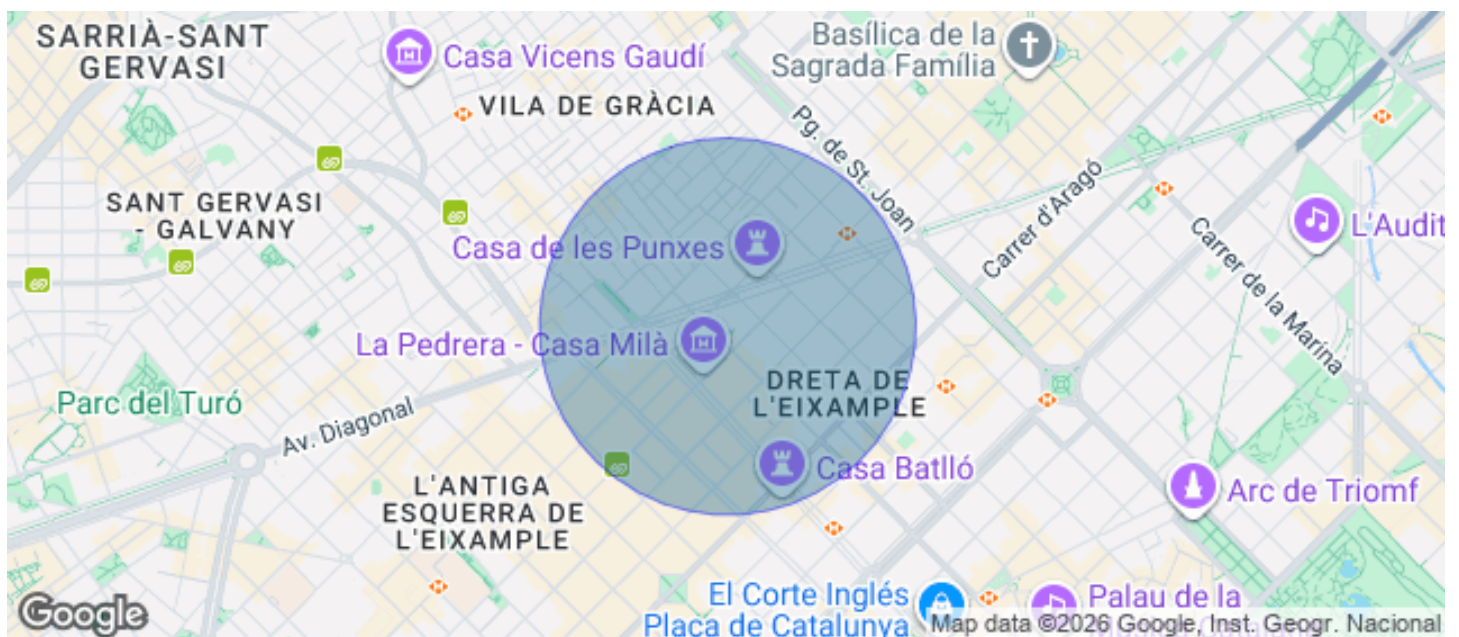 SARRIÀ-SANT
GERVASI
Casa Vicens Gaudí
Basílica de la
Sagrada Família
VILA DE GRÀCIA
Pg. de St. Joan
SANT GERVASI
- GALVANY
Carrer d'Aragó
L'Audit
Casa de les Punxes
Carrer de la Marina
La Pedrera - Casa Milà
DRETA DE
L'EIXAMPLE
Parc del Turó
Av. Diagonal
Casa Batlló
L'ANTIGA
ESQUERRA DE
L'EIXAMPLE
Arc de Triomf
El Corte Inglés
Plaça de Catalunya
Palau de la
Google
Map data ©2026 Google, Inst. Geogr. Nacional